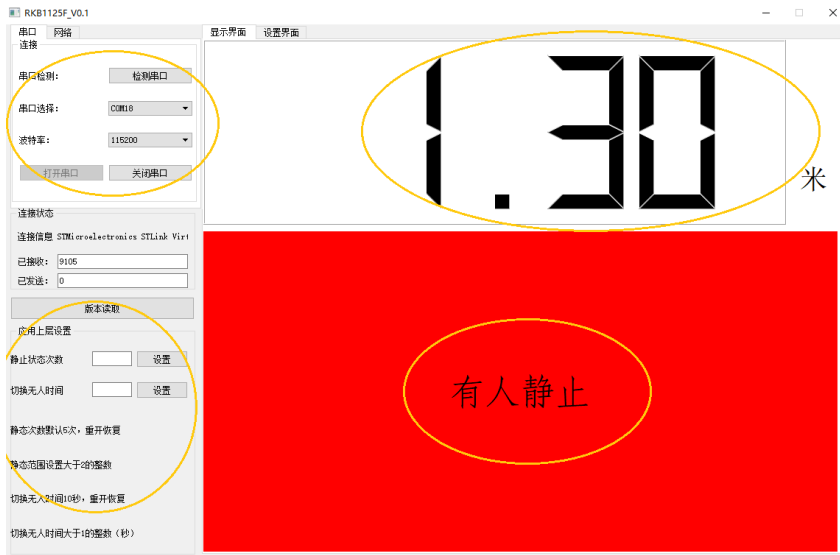 RKB1125F_V0.1
串口 网络
连接
串口检测: 检测串口
串口选择: COM18
波特率: 115200
打开串口 关闭串口
连接状态
连接信息 STMicroelectronics STLink Virt
已接收: 9105
已发送: 0
版本读取
应用上层设置
静止状态次数 设置
切换无人时间 设置
静态次数默认5次，重开恢复
静态范围设置大于2的整数
切换无人时间10秒，重开恢复
切换无人时间大于1的整数（秒）
显示界面 设置界面
1.30
米
有人静止